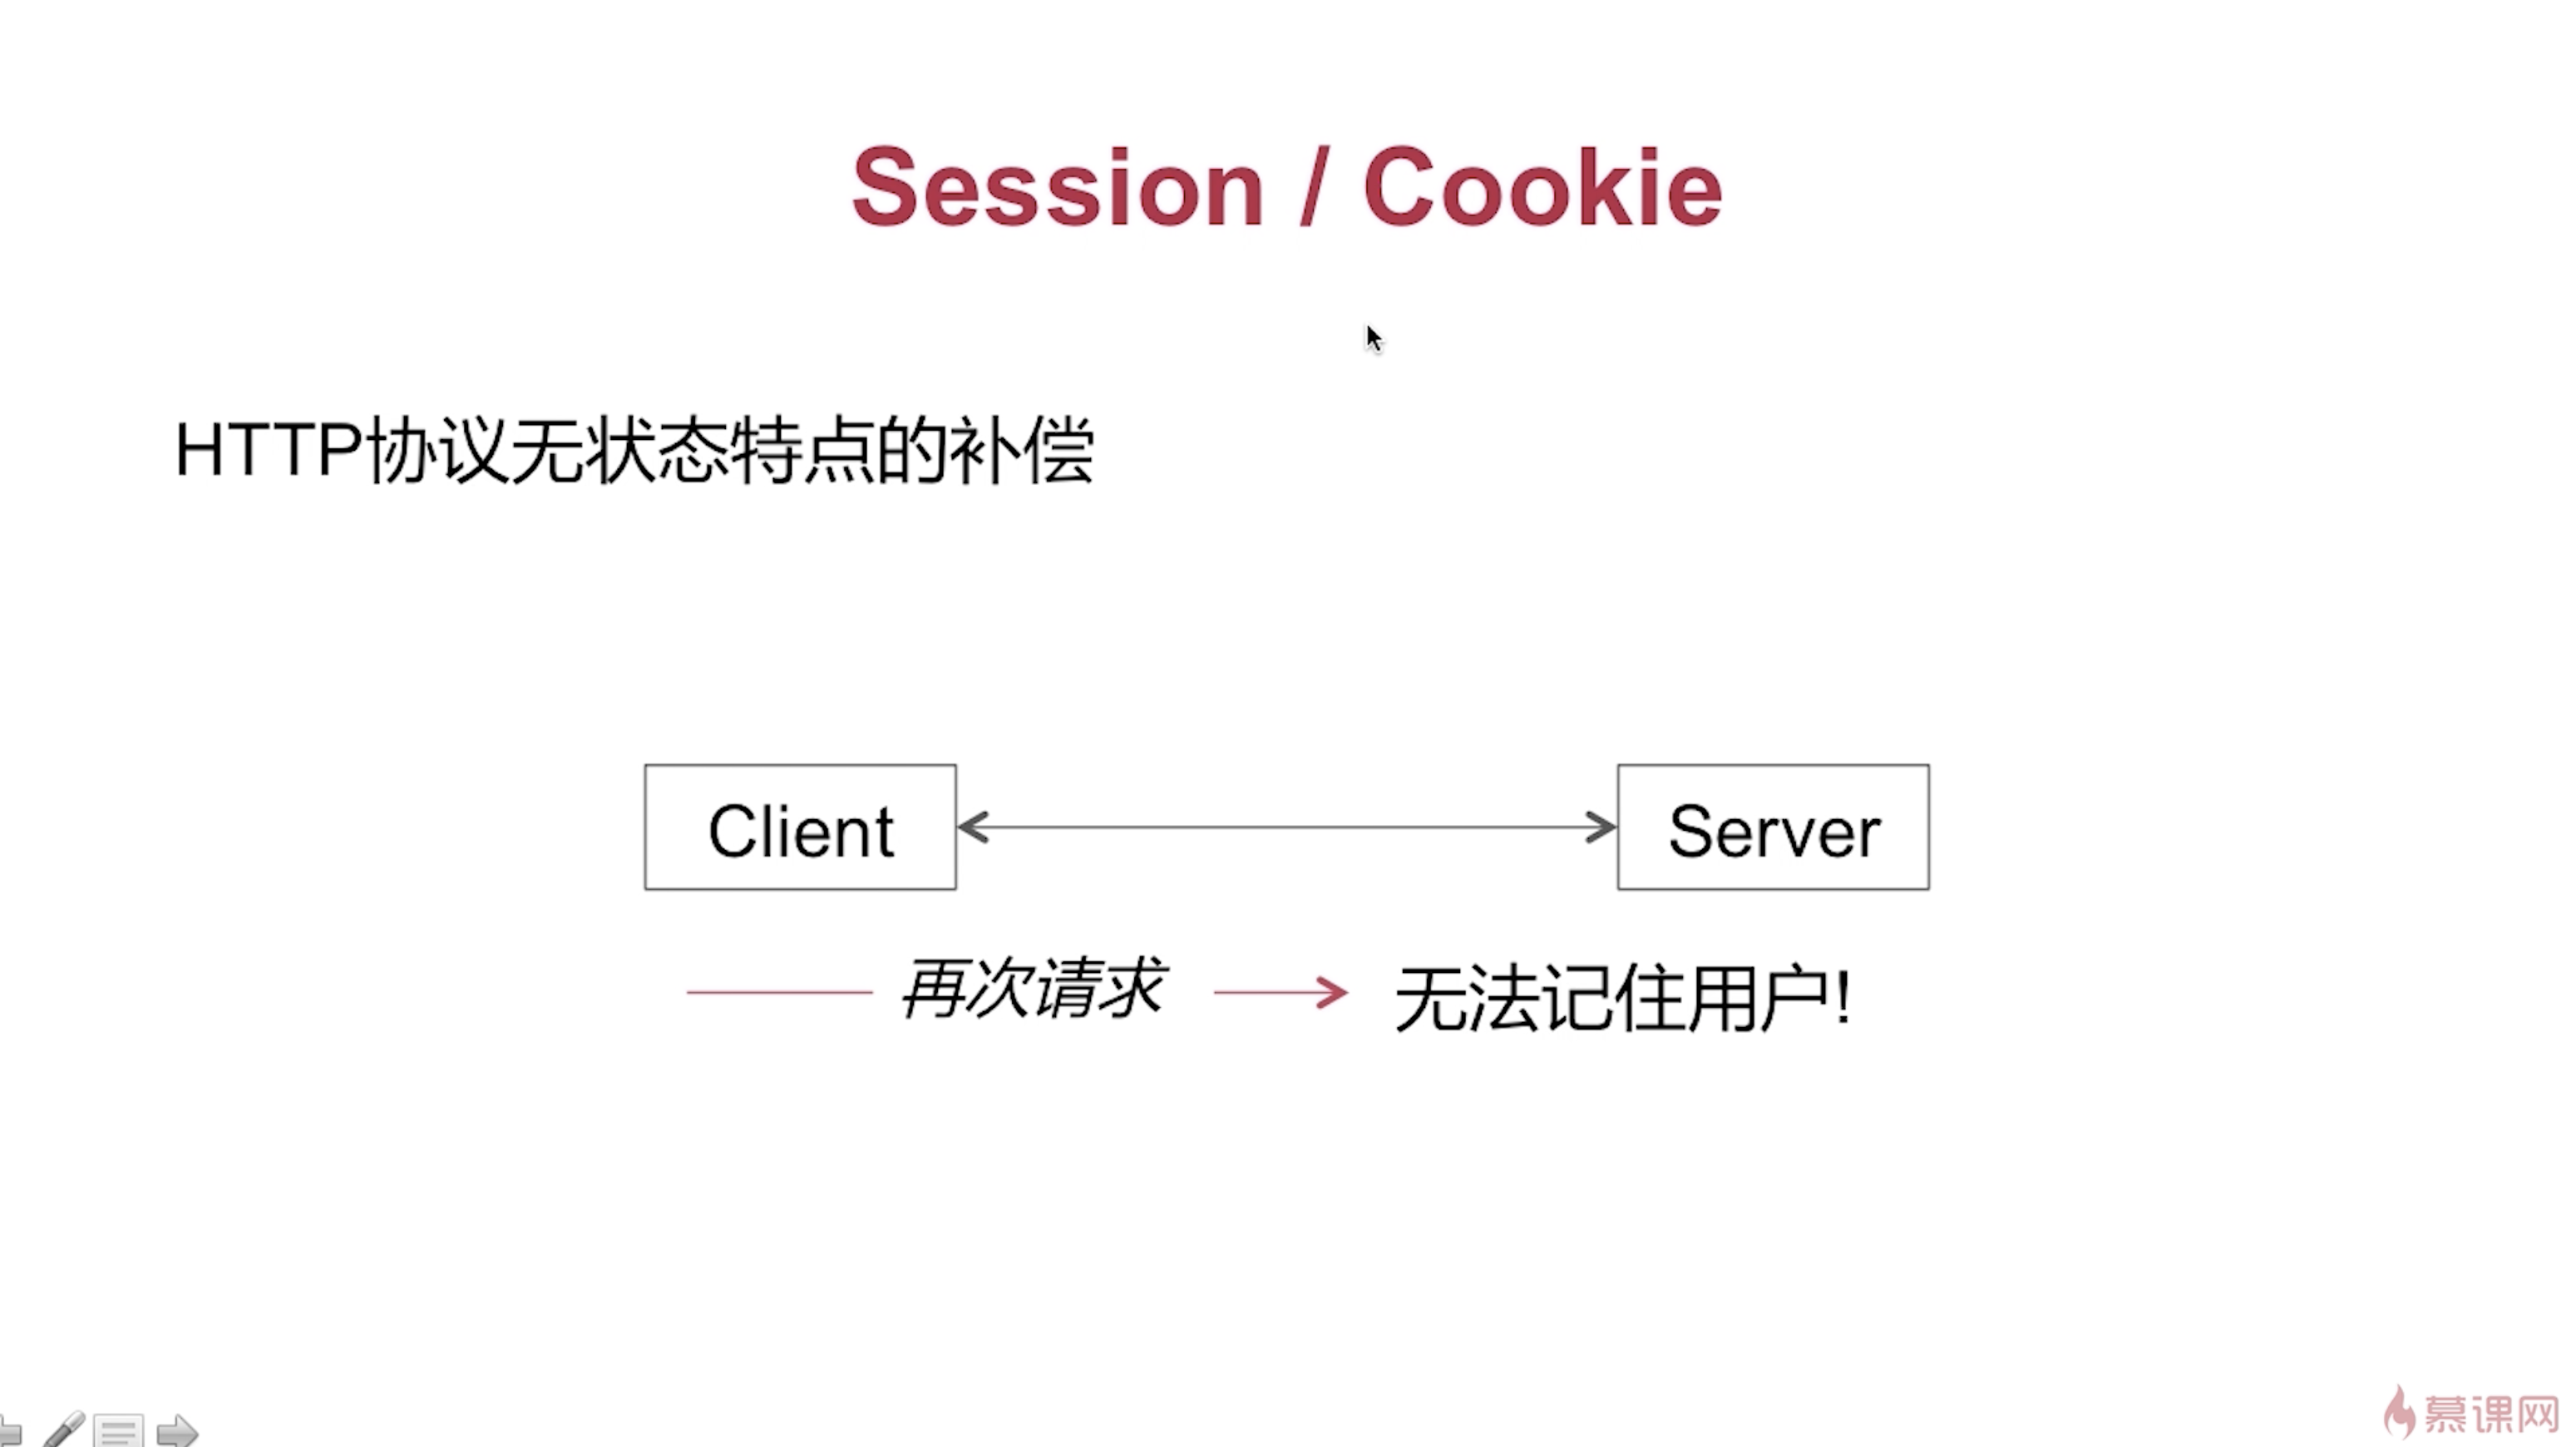 Session / Cookie
HTTP协议无状态特点的补偿
Client
Server
再次请求
无法记住用户!
慕课网